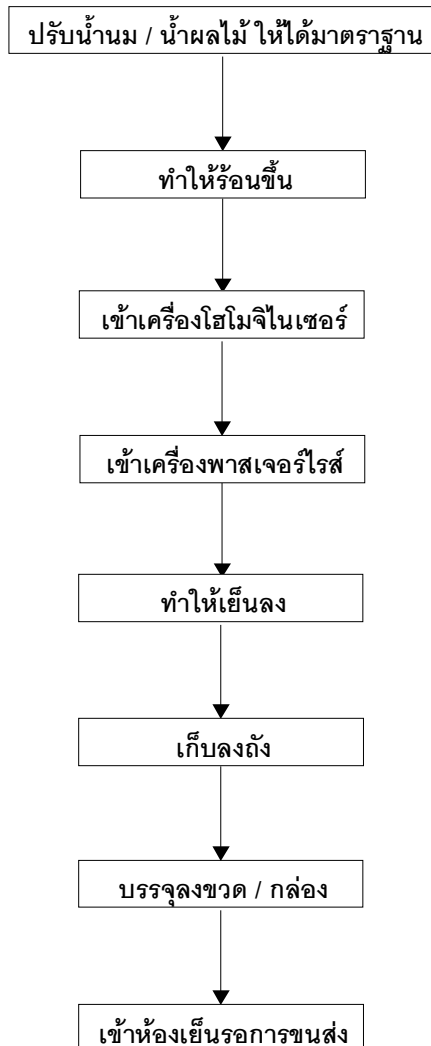 ปรับน้ำนม / น้ำผลไม้ ให้ได้มาตราฐาน
ทำให้ร้อนขึ้น
เข้าเครื่องโฮโมจิไนเซอร์
เข้าเครื่องพาสเจอร์ไรส์
ทำให้เย็นลง
เก็บลงถัง
บรรจุลงขวด / กล่อง
เข้าห้องเย็นรอการขนส่ง